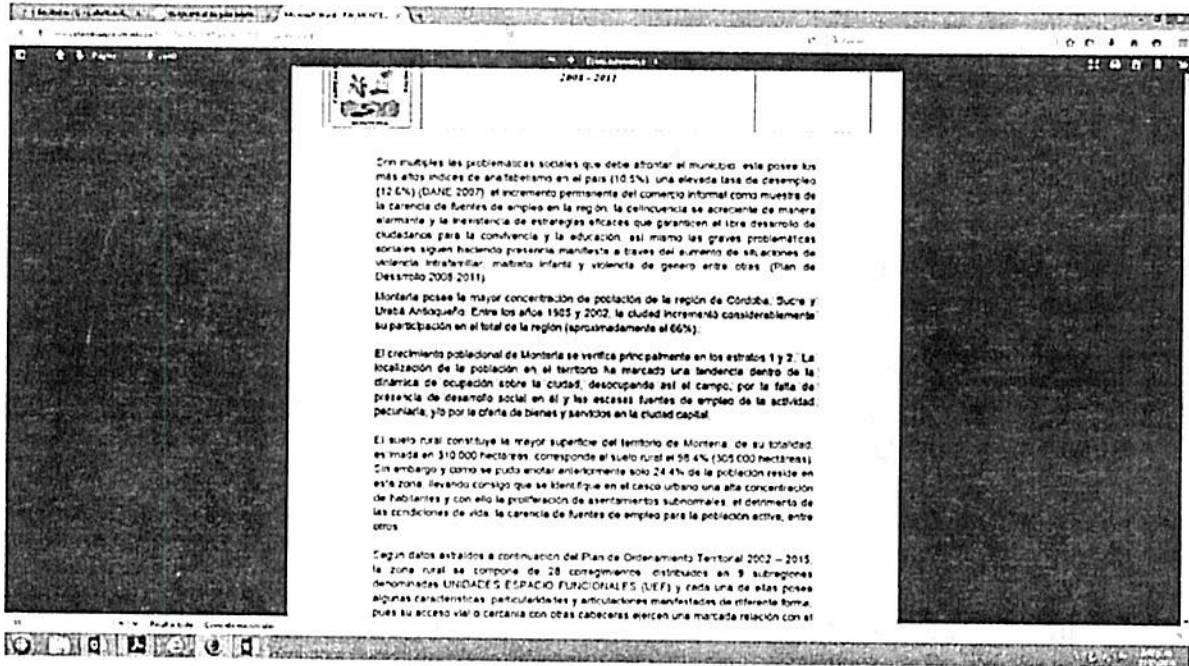 Página
2008 - 2011
MONTERIA
Son multiples las problemáticas sociales que debe afrontar el municipio, este posee los
más altos indices de analfabetismo en el país (10.5%), una elevada tasa de desempleo
(12.6%) (DANE 2007), el incremento permanente del comercio informal como muestra de
la carencia de fuentes de empleo en la región, la delincuencia se acreciente de manera
alarmante y la inexistencia de estrategias eficaces que garanticen el libre desarrollo de
ciudadanos para la convivencia y la educación, así mismo las graves problemáticas
sociales siguen haciendo presencia manifiesta a traves del aumento de situaciones de
violencia intrafamiliar, maltrato infantil y violencia de genero entre otras. (Plan de
Desarrollo 2008-2011)
Montería posee la mayor concentración de población de la región de Córdoba, Sucre y
Urabá Antioqueño. Entre los años 1985 y 2002, la ciudad incrementó considerablemente
su participación en el total de la región (aproximadamente el 66%).
El crecimiento poblacional de Montería se verifica principalmente en los estratos 1 y 2. La
localización de la población en el territorio ha marcado una tendencia dentro de la
dinámica de ocupación sobre la ciudad, desocupando así el campo, por la falta de
presencia de desarrollo social en él y las escasas fuentes de empleo de la actividad
pecuniaria, y/o por la oferta de bienes y servicios en la ciudad capital.
El suelo rural constituye la mayor superficie del territorio de Montería, de su totalidad,
estimada en 310.000 hectáreas, corresponde al suelo rural el 98.4% (305.000 hectáreas).
Sin embargo y como se pudo anotar anteriormente solo 24.4% de la población reside en
esta zona, llevando consigo que se identifique en el casco urbano una alta concentración
de habitantes y con ello la proliferación de asentamientos subnormales, el detrimento de
las condiciones de vida, la carencia de fuentes de empleo para la población activa, entre
otros
Según datos extraídos a continuación del Plan de Ordenamiento Territorial 2002 – 2015,
la zona rural se compone de 28 corregimientos distribuidos en 9 subregiones
denominadas UNIDADES ESPACIO FUNCIONALES (UEF) y cada una de ellas posee
algunas características, particularidades y articulaciones manifestadas de diferente forma,
pues su acceso vial o cercanía con otras cabeceras ejercen una marcada relación con el